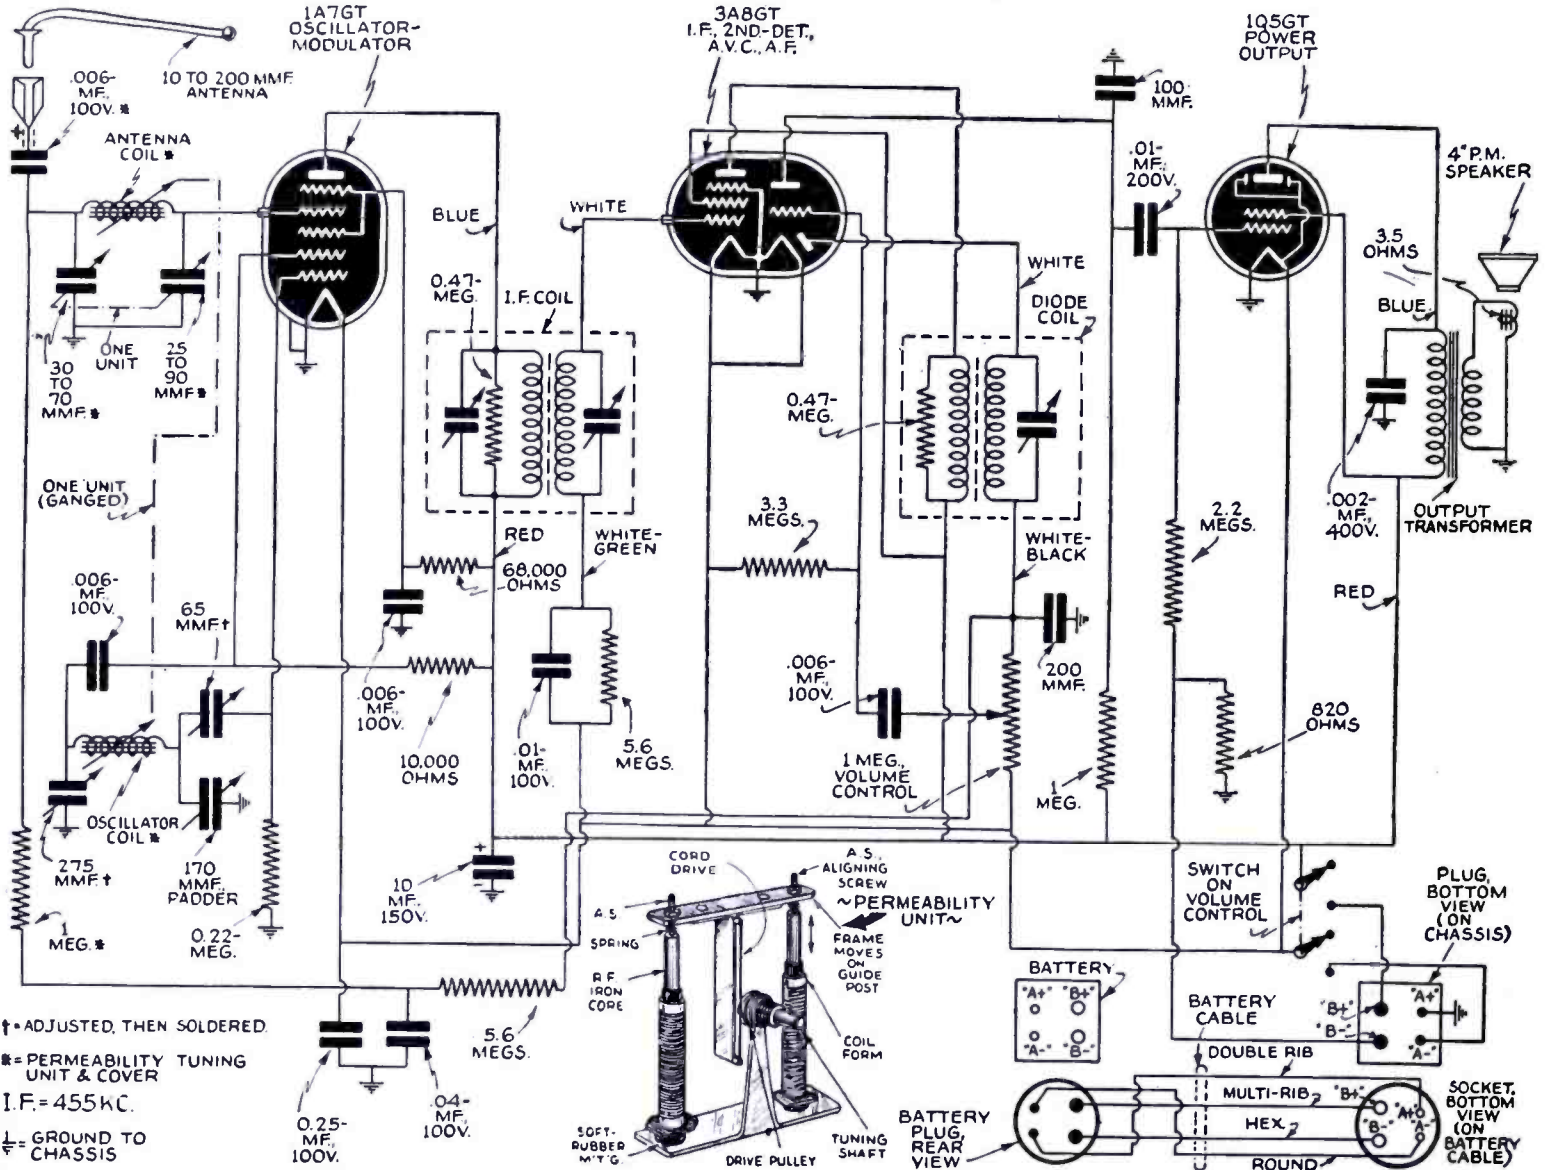 1A7GT
OSCILLATOR-
MODULATOR
3A8GT
I.F., 2ND.-DET.,
A.V.C., A.F.
1Q5GT
POWER
OUTPUT
10 TO 200 MMF.
ANTENNA
.006-
MF.,
100V.*
ANTENNA
COIL *
100
MMF.
.01-
MF.,
200V.
4" P.M.
SPEAKER
BLUE
WHITE
3.5
OHMS
WHITE
0.47-
MEG.
I.F. COIL
DIODE
COIL
BLUE
ONE
UNIT
30
TO
70
MMF.*
25
TO
90
MMF.*
0.47-
MEG.
ONE UNIT
(GANGED)
3.3
MEGS.
2.2
MEGS.
.002-
MF.,
400V.
OUTPUT
TRANSFORMER
RED
WHITE-
GREEN
WHITE-
BLACK
68,000
OHMS
RED
.006-
MF.,
100V.
65
MMF.†
.006-
MF.,
100V.
10,000
OHMS
.01-
MF.,
100V.
5.6
MEGS.
.006-
MF.,
100V.
200
MMF.
820
OHMS
1 MEG.,
VOLUME
CONTROL
1
MEG.
OSCILLATOR
COIL *
275
MMF.†
170
MMF.,
PADDER
1
MEG.*
0.22-
MEG.
+
10
MF.,
150V.
-
CORD
DRIVE
A.S.,
ALIGNING
SCREW
~PERMEABILITY
UNIT~
A.S.
SPRING
FRAME
MOVES
ON
GUIDE
POST
R.F.
IRON
CORE
COIL
FORM
SOFT-
RUBBER
M'T'G.
DRIVE PULLEY
TUNING
SHAFT
SWITCH
ON
VOLUME
CONTROL
PLUG,
BOTTOM
VIEW
(ON
CHASSIS)
BATTERY
"A+" "B+"
"A-" "B-"
BATTERY
CABLE
"B+" "A+"
"B-" "A-"
5.6
MEGS.
DOUBLE RIB
MULTI-RIB
HEX.
ROUND
BATTERY
PLUG,
REAR
VIEW
"B+" "A+"
"B-" "A-"
SOCKET,
BOTTOM
VIEW
(ON
BATTERY
CABLE)
† = ADJUSTED, THEN SOLDERED.
* = PERMEABILITY TUNING
UNIT & COVER
I.F. = 455 KC.
= GROUND TO
CHASSIS
0.25-
MF.,
100V.
.04-
MF.,
100V.